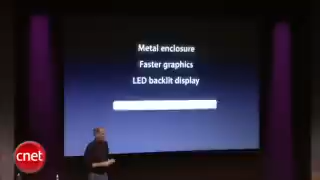 Metal enclosure
Faster graphics
LED backlit display
cnet